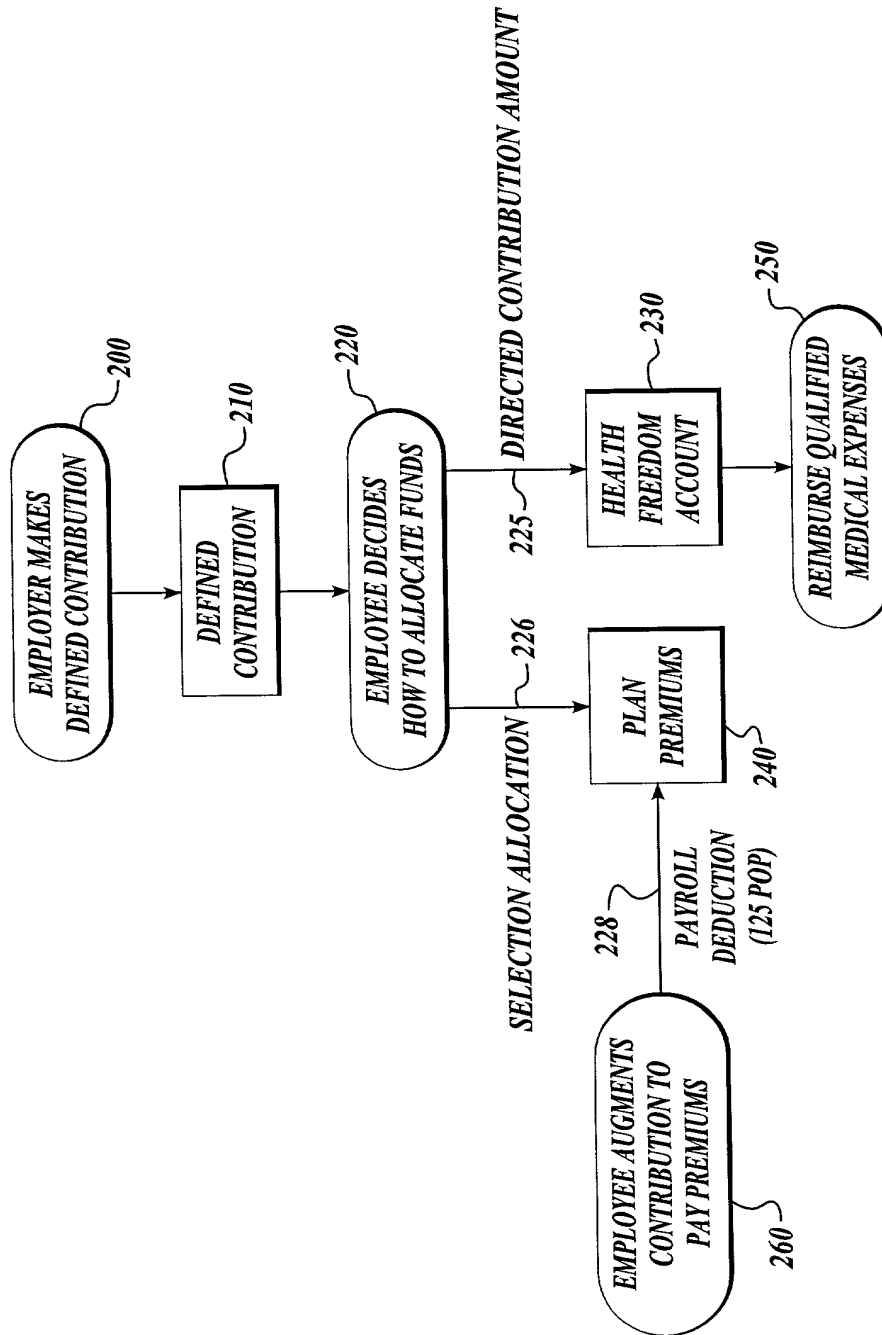 EMPLOYER MAKES
DEFINED CONTRIBUTION
200
DEFINED
CONTRIBUTION
210
EMPLOYEE DECIDES
HOW TO ALLOCATE FUNDS
220
SELECTION ALLOCATION
226
225
DIRECTED CONTRIBUTION AMOUNT
EMPLOYEE AUGMENTS
CONTRIBUTION TO
PAY PREMIUMS
260
228
PAYROLL
DEDUCTION
(125 POP)
PLAN
PREMIUMS
240
HEALTH
FREEDOM
ACCOUNT
230
REIMBURSE QUALIFIED
MEDICAL EXPENSES
250